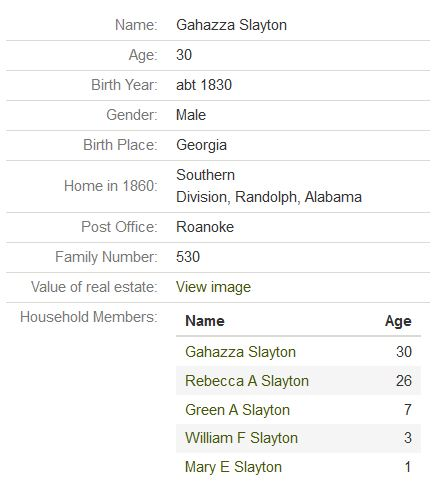 Name: Gahazza Slayton
Age: 30
Birth Year: abt 1830
Gender: Male
Birth Place: Georgia
Home in 1860: Southern
Division, Randolph, Alabama
Post Office: Roanoke
Family Number: 530
Value of real estate: View image
Household Members: Name Age
Gahazza Slayton 30
Rebecca A Slayton 26
Green A Slayton 7
William F Slayton 3
Mary E Slayton 1